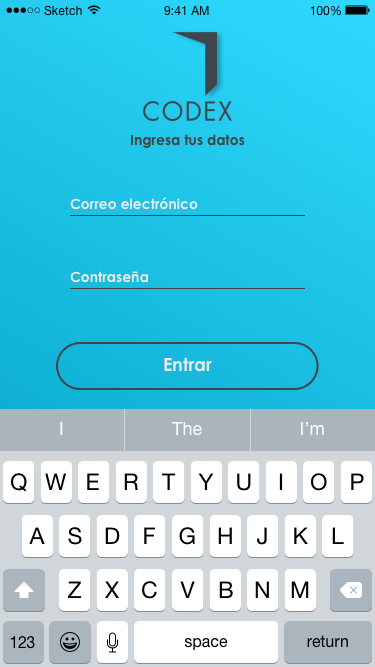 Sketch 9:41 AM 100%
CODEX
Ingresa tus datos
Correo electrónico
Contraseña
Entrar
I The I'm
Q W E R T Y U I O P
A S D F G H J K L
Z X C V B N M
123 space return